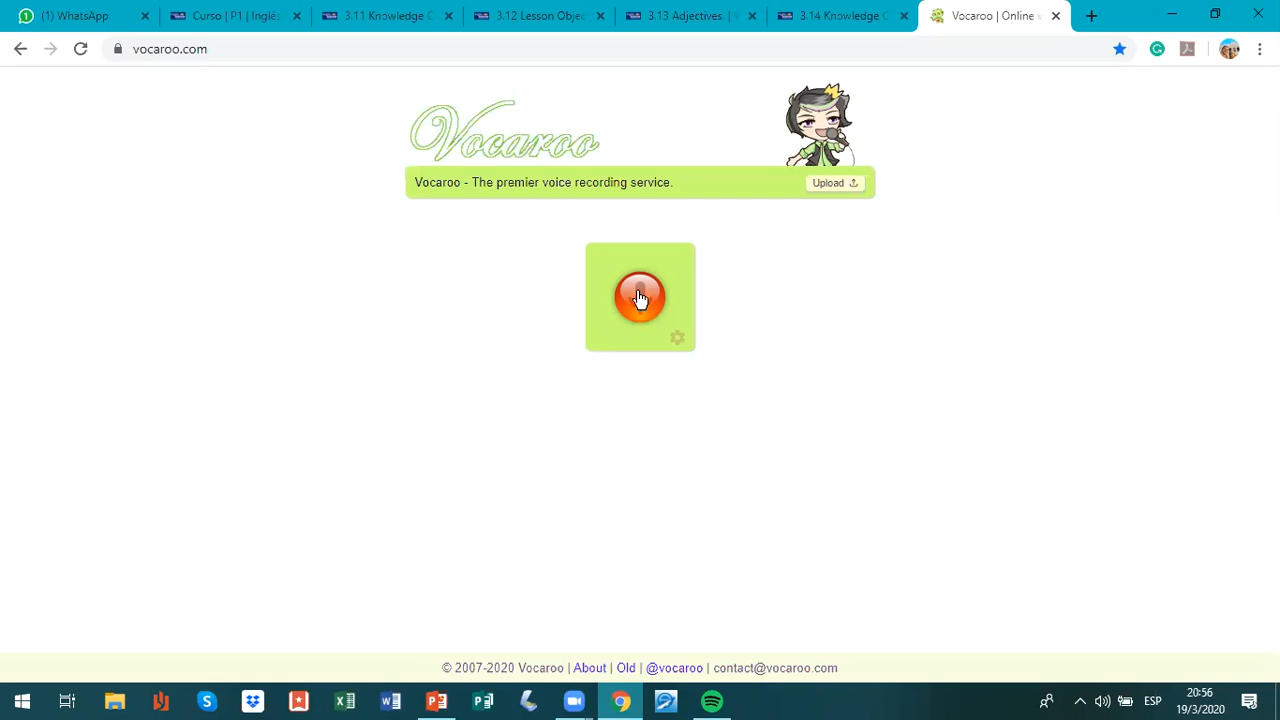 (1) WhatsApp
Curso | P1 | Inglés
3.11 Knowledge C
3.12 Lesson Objec
3.13 Adjectives. | V
3.14 Knowledge C
Vocaroo | Online v
vocaroo.com
Vocaroo
Vocaroo - The premier voice recording service.
Upload
© 2007-2020 Vocaroo | About | Old | @vocaroo | contact@vocaroo.com
ESP
20:56
19/3/2020